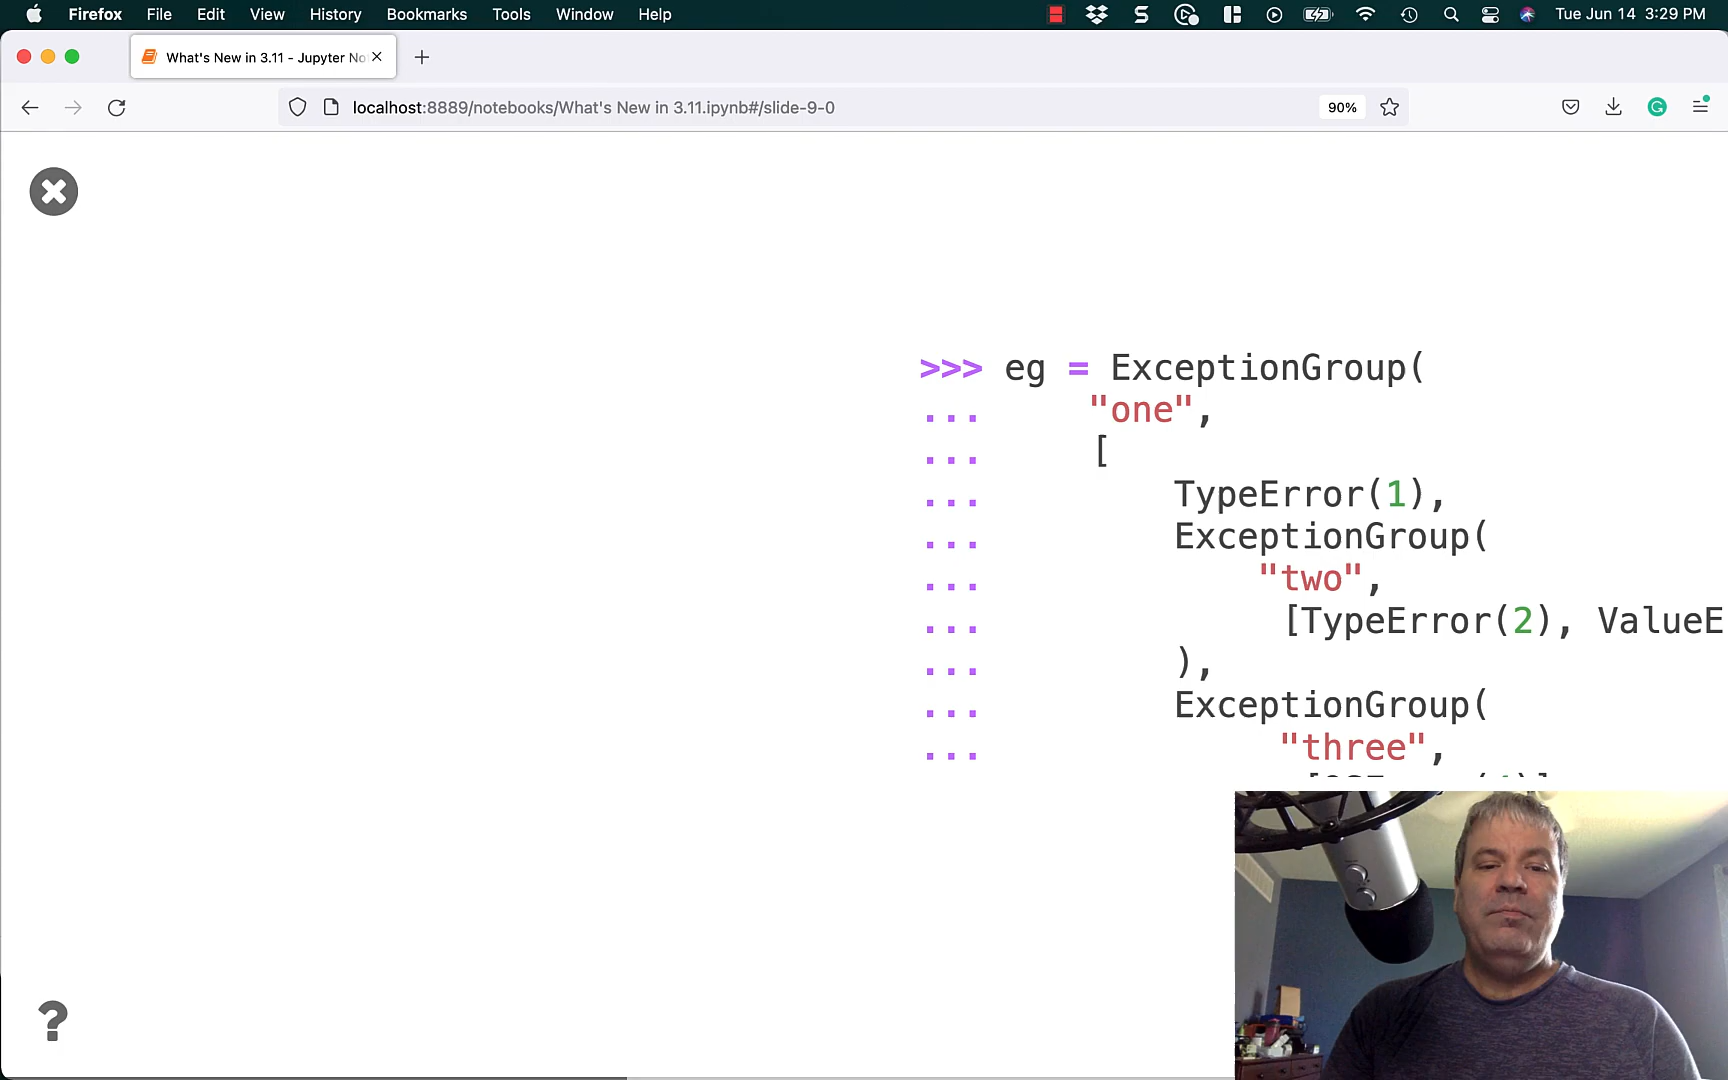 Firefox File Edit View History Bookmarks Tools Window Help
Tue Jun 14 3:29 PM
What's New in 3.11 - Jupyter No
localhost:8889/notebooks/What's New in 3.11.ipynb#/slide-9-0
90%
>>> eg = ExceptionGroup(
... "one",
... [
... TypeError(1),
... ExceptionGroup(
... "two",
... [TypeError(2), ValueE
... ),
... ExceptionGroup(
... "three",
?